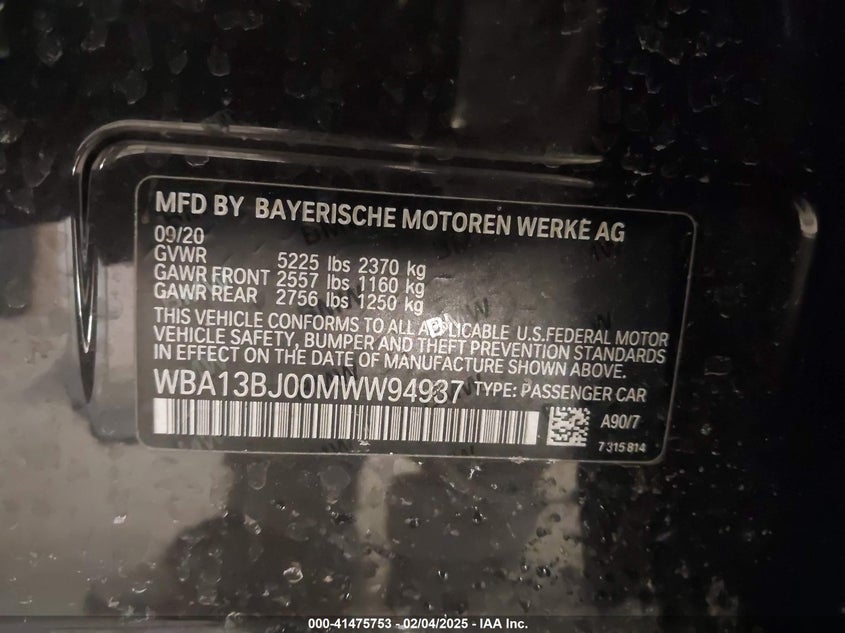 MFD BY BAYERISCHE MOTOREN WERKE AG
09/20
GVWR 5225 lbs 2370 kg
GAWR FRONT 2557 lbs 1160 kg
GAWR REAR 2756 lbs 1250 kg
THIS VEHICLE CONFORMS TO ALL APPLICABLE U.S.FEDERAL MOTOR
VEHICLE SAFETY, BUMPER AND THEFT PREVENTION STANDARDS
IN EFFECT ON THE DATE OF MANUFACTURE SHOWN ABOVE.
WBA13BJ00MWW94937 TYPE: PASSENGER CAR
A90/7
7315814
000-41475753 - 02/04/2025 - IAA Inc.